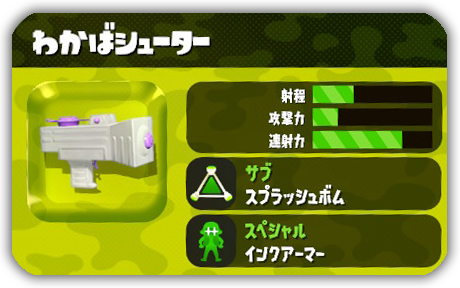 わかばシューター
射程
攻撃力
連射力
サブ
スプラッシュボム
スペシャル
インクアーマー